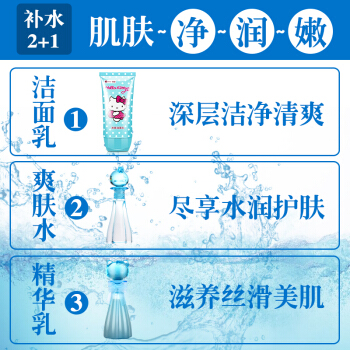 补水
2+1
肌肤~净~润~嫩
洁面乳
1
Hello Kitty
深层洁净清爽
爽肤水
2
尽享水润护肤
精华乳
3
滋养丝滑美肌